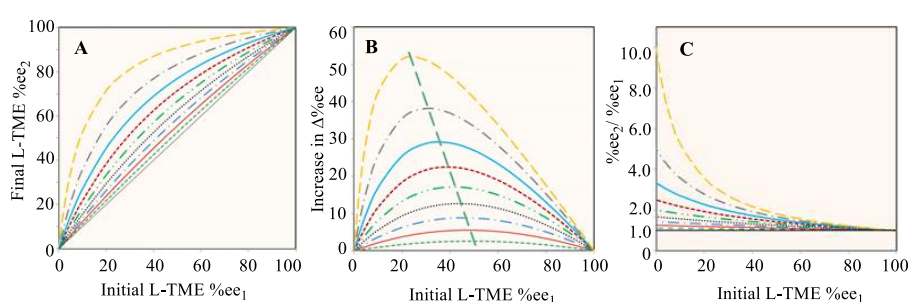 A
Final L-TME %ee₂
100
80
60
40
20
0
0 20 40 60 80 100
Initial L-TME %ee₁
B
Increase in Δ%ee
60
50
40
30
20
10
0
0 20 40 60 80 100
Initial L-TME %ee₁
C
%ee₂/ %ee₁
10.0
8.0
6.0
4.0
2.0
1.0
0 20 40 60 80 100
Initial L-TME %ee₁